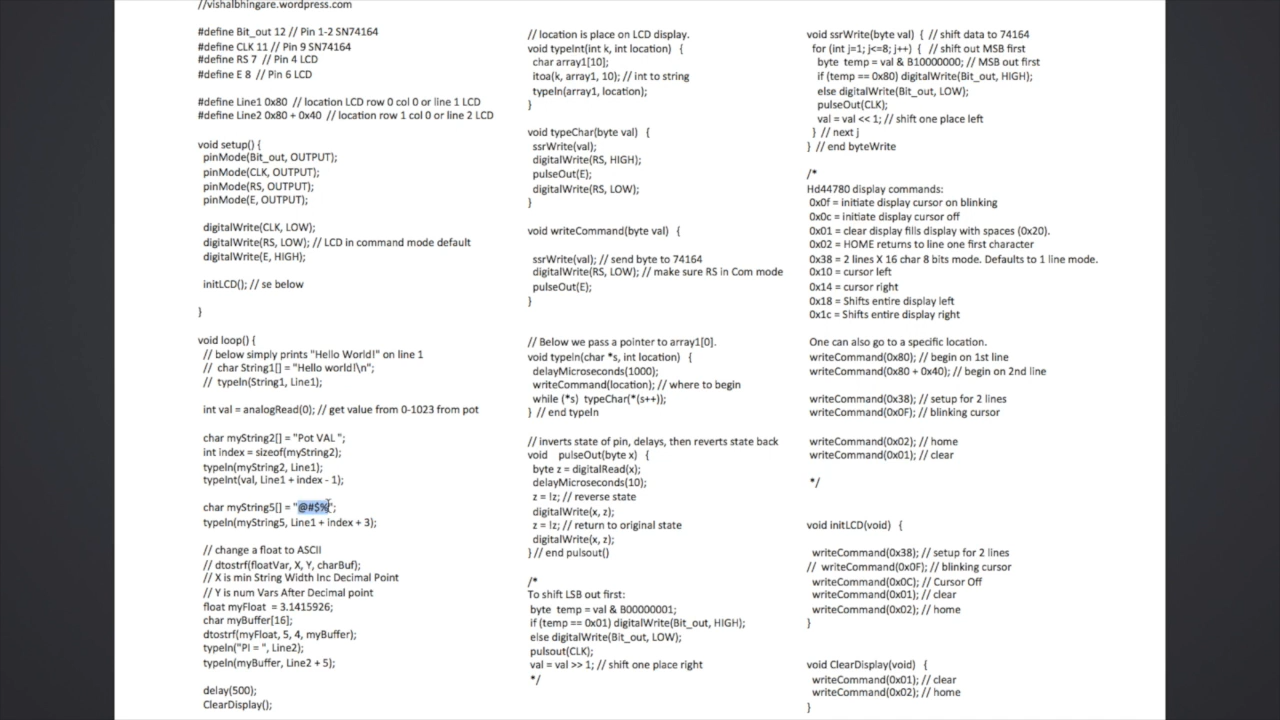 //vishalbhingare.wordpress.com
#define Bit_out 12 // Pin 1-2 SN74164
#define CLK 11 // Pin 9 SN74164
#define RS 7 // Pin 4 LCD
#define E 8 // Pin 6 LCD
#define Line1 0x80 // location LCD row 0 col 0 or line 1 LCD
#define Line2 0x80 + 0x40 // location row 1 col 0 or line 2 LCD
void setup() {
pinMode(Bit_out, OUTPUT);
pinMode(CLK, OUTPUT);
pinMode(RS, OUTPUT);
pinMode(E, OUTPUT);
digitalWrite(CLK, LOW);
digitalWrite(RS, LOW); // LCD in command mode default
digitalWrite(E, HIGH);
initLCD(); // se below
}
void loop() {
// below simply prints "Hello World!" on line 1
// char String1[] = "Hello world!\n";
// typeln(String1, Line1);
int val = analogRead(0); // get value from 0-1023 from pot
char myString2[] = "Pot VAL ";
int index = sizeof(myString2);
typeln(myString2, Line1);
typeInt(val, Line1 + index - 1);
char myString5[] = "@#$%";
typeln(myString5, Line1 + index + 3);
// change a float to ASCII
// dtostrf(floatVar, X, Y, charBuf);
// X is min String Width Inc Decimal Point
// Y is num Vars After Decimal point
float myFloat = 3.1415926;
char myBuffer[16];
dtostrf(myFloat, 5, 4, myBuffer);
typeln("PI = ", Line2);
typeln(myBuffer, Line2 + 5);
delay(500);
ClearDisplay();
// location is place on LCD display.
void typeInt(int k, int location) {
char array1[10];
itoa(k, array1, 10); // int to string
typeln(array1, location);
}
void typeChar(byte val) {
ssrWrite(val);
digitalWrite(RS, HIGH);
pulseOut(E);
digitalWrite(RS, LOW);
}
void writeCommand(byte val) {
ssrWrite(val); // send byte to 74164
digitalWrite(RS, LOW); // make sure RS in Com mode
pulseOut(E);
}
// Below we pass a pointer to array1[0].
void typeln(char *s, int location) {
delayMicroseconds(1000);
writeCommand(location); // where to begin
while (*s) typeChar(*(s++));
} // end typeln
// inverts state of pin, delays, then reverts state back
void pulseOut(byte x) {
byte z = digitalRead(x);
delayMicroseconds(10);
z = !z; // reverse state
digitalWrite(x, z);
z = !z; // return to original state
digitalWrite(x, z);
} // end pulsout()
/*
To shift LSB out first:
byte temp = val & B00000001;
if (temp == 0x01) digitalWrite(Bit_out, HIGH);
else digitalWrite(Bit_out, LOW);
pulsout(CLK);
val = val >> 1; // shift one place right
*/
void ssrWrite(byte val) { // shift data to 74164
for (int j=1; j<=8; j++) { // shift out MSB first
byte temp = val & B10000000; // MSB out first
if (temp == 0x80) digitalWrite(Bit_out, HIGH);
else digitalWrite(Bit_out, LOW);
pulseOut(CLK);
val = val << 1; // shift one place left
} // next j
} // end byteWrite
/*
Hd44780 display commands:
0x0f = initiate display cursor on blinking
0x0c = initiate display cursor off
0x01 = clear display fills display with spaces (0x20).
0x02 = HOME returns to line one first character
0x38 = 2 lines X 16 char 8 bits mode. Defaults to 1 line mode.
0x10 = cursor left
0x14 = cursor right
0x18 = Shifts entire display left
0x1c = Shifts entire display right
One can also go to a specific location.
writeCommand(0x80); // begin on 1st line
writeCommand(0x80 + 0x40); // begin on 2nd line
writeCommand(0x38); // setup for 2 lines
writeCommand(0x0F); // blinking cursor
writeCommand(0x02); // home
writeCommand(0x01); // clear
*/
void initLCD(void) {
writeCommand(0x38); // setup for 2 lines
// writeCommand(0x0F); // blinking cursor
writeCommand(0x0C); // Cursor Off
writeCommand(0x01); // clear
writeCommand(0x02); // home
}
void ClearDisplay(void) {
writeCommand(0x01); // clear
writeCommand(0x02); // home
}